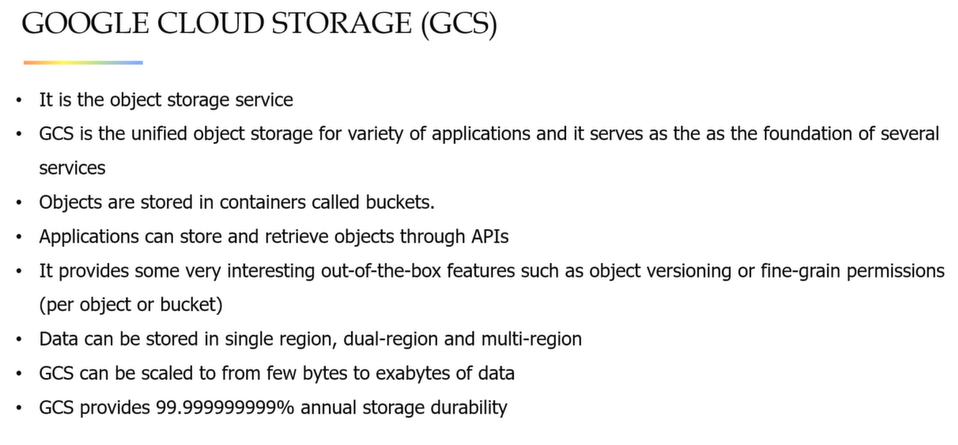 GOOGLE CLOUD STORAGE (GCS)
• It is the object storage service
• GCS is the unified object storage for variety of applications and it serves as the as the foundation of several
services
• Objects are stored in containers called buckets.
• Applications can store and retrieve objects through APIs
• It provides some very interesting out-of-the-box features such as object versioning or fine-grain permissions
(per object or bucket)
• Data can be stored in single region, dual-region and multi-region
• GCS can be scaled to from few bytes to exabytes of data
• GCS provides 99.999999999% annual storage durability